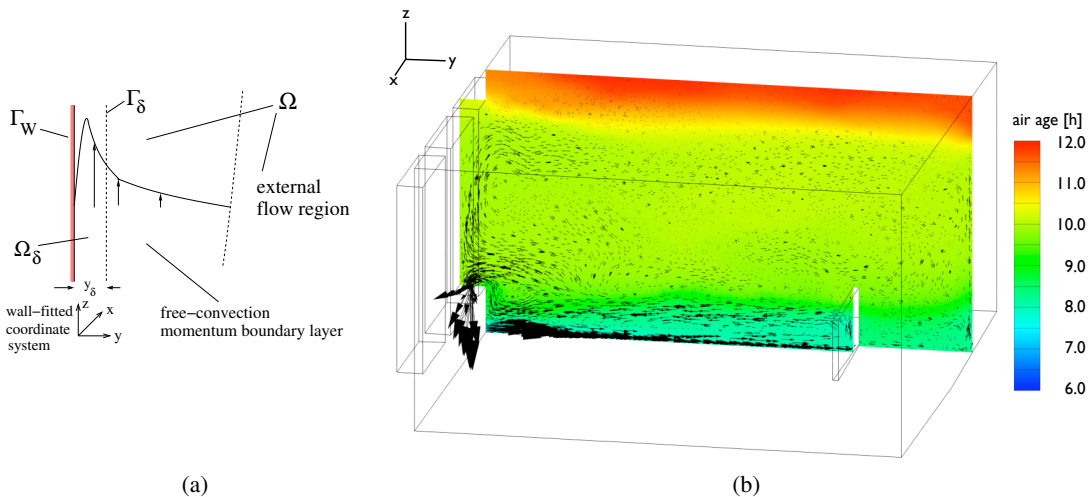 Γ_W
Γ_δ
Ω
external
flow region
Ω_δ
y_δ
z
x
y
wall−fitted
coordinate
system
free−convection
momentum boundary layer
(a)
z
y
x
air age [h]
12.0
11.0
10.0
9.0
8.0
7.0
6.0
(b)